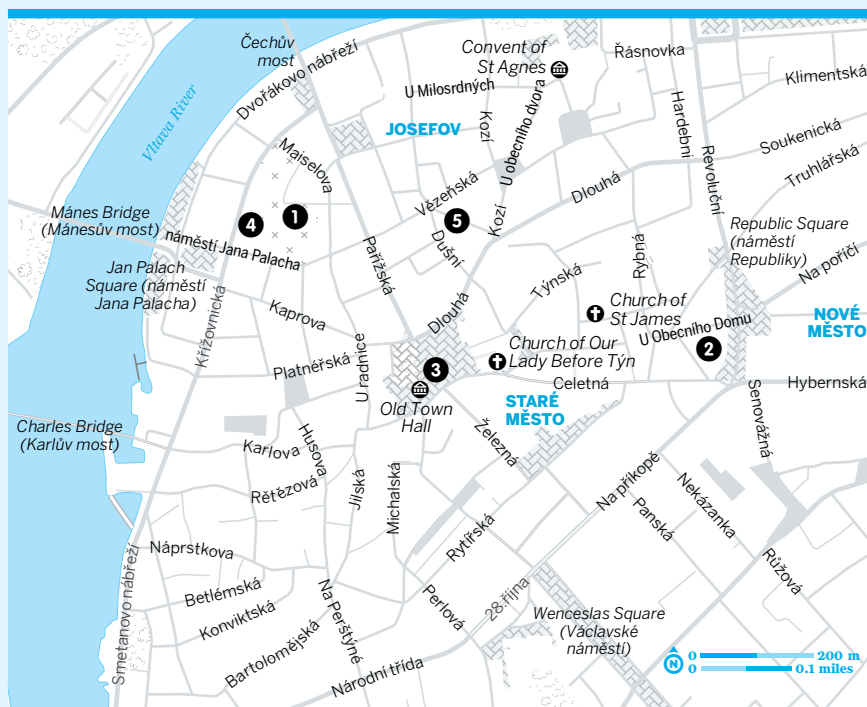 Čechův
most
Dvořákovo nábřeží
Convent of
St Agnes
Řásnovka
U Milosrdných
Klimentská
Vltava River
JOSEFOV
Kozí
U obecního dvora
Hardebni
Revoluční
Soukenická
Maiselova
Truhlářská
Vězeňská
Dlouhá
Mánes Bridge
(Mánesův most)
4
1
5
Kozí
náměstí Jana Palacha
Dušní
Republic Square
(náměstí
Republiky)
Jan Palach
Square (náměstí
Jana Palacha)
Pařížská
Týnská
Rybná
Na poříčí
Křižovnická
Kaprova
Dlouhá
Church of
St James
NOVÉ
MĚSTO
U Obecního Domu
2
U radnice
Church of Our
Lady Before Týn
Platnéřská
3
Celetná
Hybernská
Old Town
Hall
STARÉ
MĚSTO
Senovážná
Charles Bridge
(Karlův most)
Karlova
Husova
Železná
Řetězová
Jilská
Michalská
Na příkopě
Nekázanka
Panská
Rytířská
Náprstkova
Růžová
Betlémská
Konviktská
Na Perštýně
Perlová
28.října
Smetanovo nábřeží
Bartolomějská
Wenceslas Square
(Václavské
náměstí)
Národní třída
N
0 200 m
0 0.1 miles